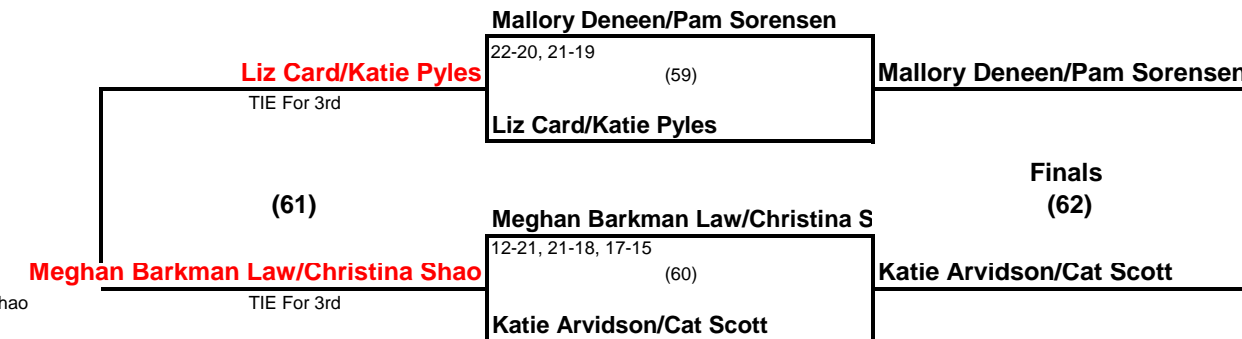 Mallory Deneen/Pam Sorensen
22-20, 21-19
Liz Card/Katie Pyles
(59)
Mallory Deneen/Pam Sorensen
TIE For 3rd
Liz Card/Katie Pyles
Finals
(61)
(62)
Meghan Barkman Law/Christina S
12-21, 21-18, 17-15
Meghan Barkman Law/Christina Shao
(60)
Katie Arvidson/Cat Scott
hao
TIE For 3rd
Katie Arvidson/Cat Scott